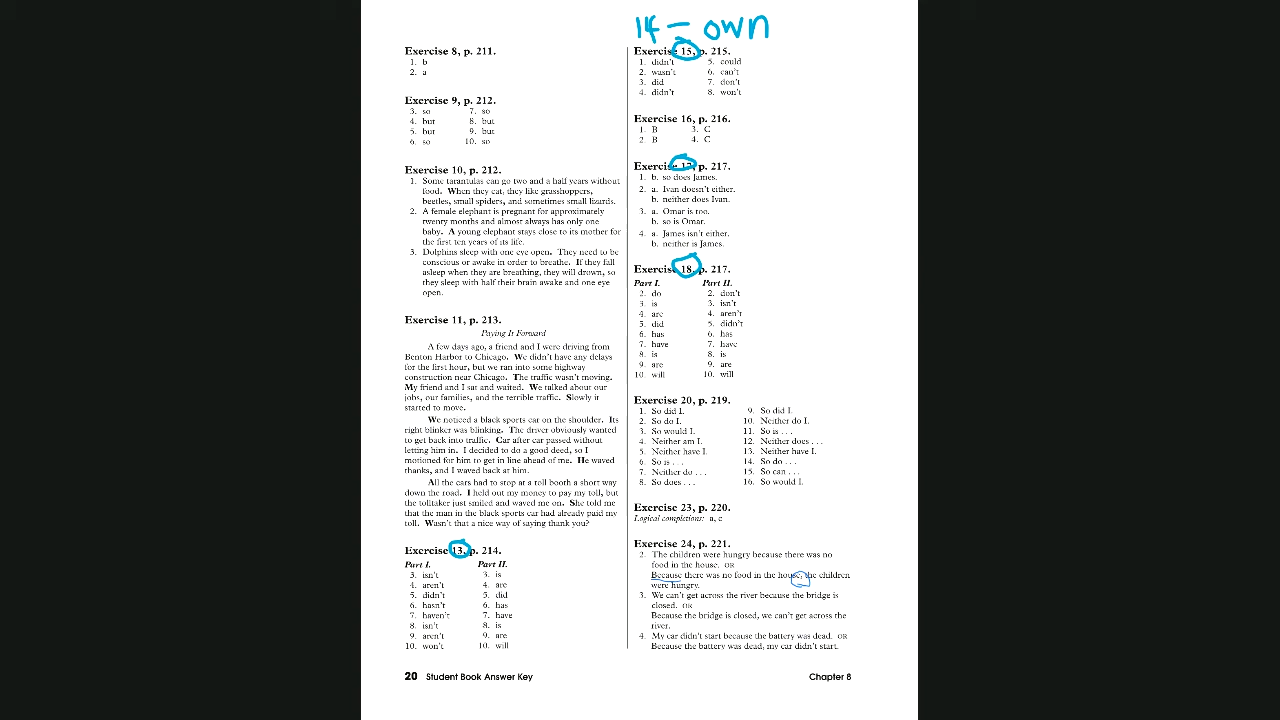 14 - own
Exercise 8, p. 211.
1. b
2. a
Exercise 9, p. 212.
3. so 7. so
4. but 8. but
5. but 9. but
6. so 10. so
Exercise 10, p. 212.
1. Some tarantulas can go two and a half years without
food. When they eat, they like grasshoppers,
beetles, small spiders, and sometimes small lizards.
2. A female elephant is pregnant for approximately
twenty months and almost always has only one
baby. A young elephant stays close to its mother for
the first ten years of its life.
3. Dolphins sleep with one eye open. They need to be
conscious or awake in order to breathe. If they fall
asleep when they are breathing, they will drown, so
they sleep with half their brain awake and one eye
open.
Exercise 11, p. 213.
Paying It Forward
A few days ago, a friend and I were driving from
Benton Harbor to Chicago. We didn't have any delays
for the first hour, but we ran into some highway
construction near Chicago. The traffic wasn't moving.
My friend and I sat and waited. We talked about our
jobs, our families, and the terrible traffic. Slowly it
started to move.
We noticed a black sports car on the shoulder. Its
right blinker was blinking. The driver obviously wanted
to get back into traffic. Car after car passed without
letting him in. I decided to do a good deed, so I
motioned for him to get in line ahead of me. He waved
thanks, and I waved back at him.
All the cars had to stop at a toll booth a short way
down the road. I held out my money to pay my toll, but
the tolltaker just smiled and waved me on. She told me
that the man in the black sports car had already paid my
toll. Wasn't that a nice way of saying thank you?
Exercise 13, p. 214.
Part I. Part II.
3. isn't 3. is
4. aren't 4. are
5. didn't 5. did
6. hasn't 6. has
7. haven't 7. have
8. isn't 8. is
9. aren't 9. are
10. won't 10. will
Exercise 15, p. 215.
1. didn't 5. could
2. wasn't 6. can't
3. did 7. don't
4. didn't 8. won't
Exercise 16, p. 216.
1. B 3. C
2. B 4. C
Exercise 17, p. 217.
1. b. so does James.
2. a. Ivan doesn't either.
b. neither does Ivan.
3. a. Omar is too.
b. so is Omar.
4. a. James isn't either.
b. neither is James.
Exercise 18, p. 217.
Part I. Part II.
2. do 2. don't
3. is 3. isn't
4. are 4. aren't
5. did 5. didn't
6. has 6. has
7. have 7. have
8. is 8. is
9. are 9. are
10. will 10. will
Exercise 20, p. 219.
1. So did I. 9. So did I.
2. So do I. 10. Neither do I.
3. So would I. 11. So is . . .
4. Neither am I. 12. Neither does . . .
5. Neither have I. 13. Neither have I.
6. So is . . . 14. So do . . .
7. Neither do . . . 15. So can . . .
8. So does . . . 16. So would I.
Exercise 23, p. 220.
Logical completions: a, c
Exercise 24, p. 221.
2. The children were hungry because there was no
food in the house. OR
Because there was no food in the house, the children
were hungry.
3. We can't get across the river because the bridge is
closed. OR
Because the bridge is closed, we can't get across the
river.
4. My car didn't start because the battery was dead. OR
Because the battery was dead, my car didn't start.
20 Student Book Answer Key
Chapter 8